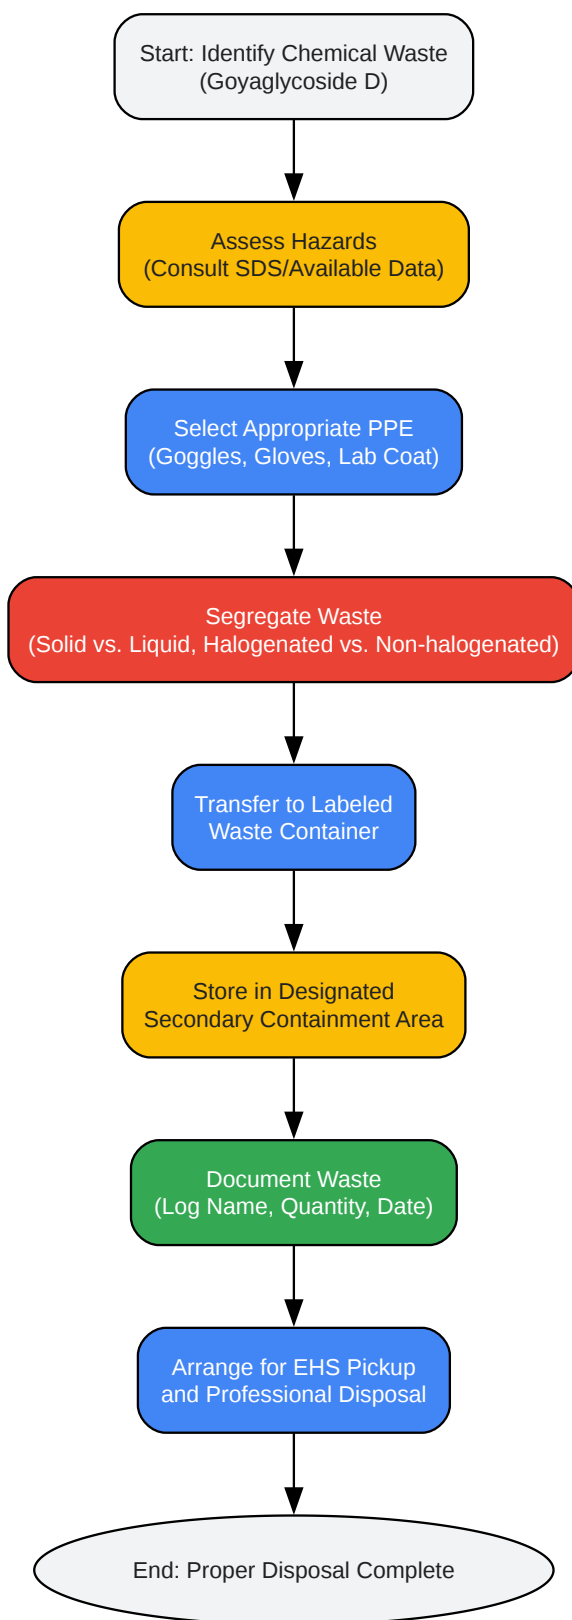 Start: Identify Chemical Waste
(Goyaglycoside D)
Assess Hazards
(Consult SDS/Available Data)
Select Appropriate PPE
(Goggles, Gloves, Lab Coat)
Segregate Waste
(Solid vs. Liquid, Halogenated vs. Non-halogenated)
Transfer to Labeled
Waste Container
Store in Designated
Secondary Containment Area
Document Waste
(Log Name, Quantity, Date)
Arrange for EHS Pickup
and Professional Disposal
End: Proper Disposal Complete